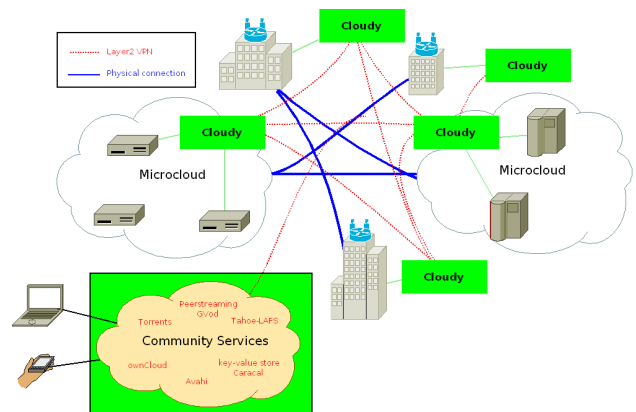 Cloudy
Layer2 VPN
Physical connection
Cloudy
Cloudy
Cloudy
Microcloud
Microcloud
Cloudy
Peerstreaming
GVod
Torrents
Tahoe-LAFS
Community Services
ownCloud
key-value store
Caracal
Avahi